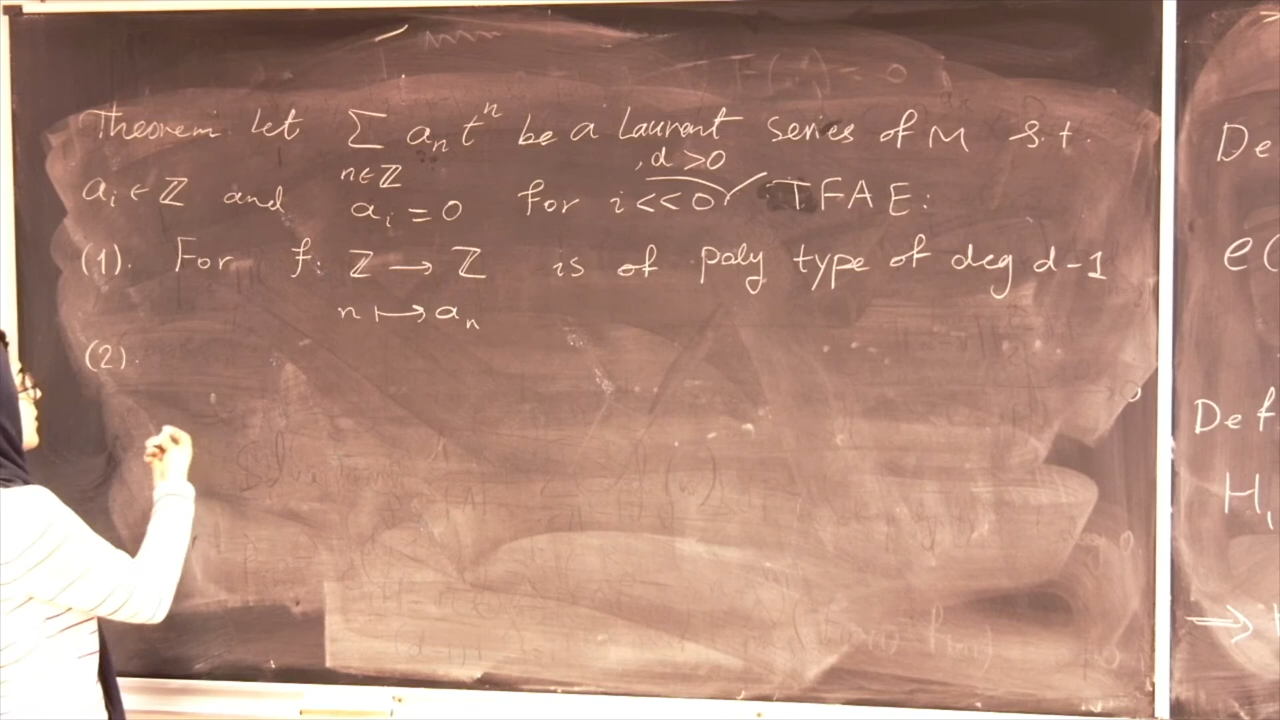 Theorem Let ∑ aₙ tⁿ be a Laurent series of M s.t.
n∈ℤ
, d > 0
aᵢ ∈ ℤ and aᵢ = 0 for i << 0 TFAE:
(1). For f: ℤ → ℤ is of poly type of deg d-1
n ↦ aₙ
(2).
De
e(
Def
H₁
⇒